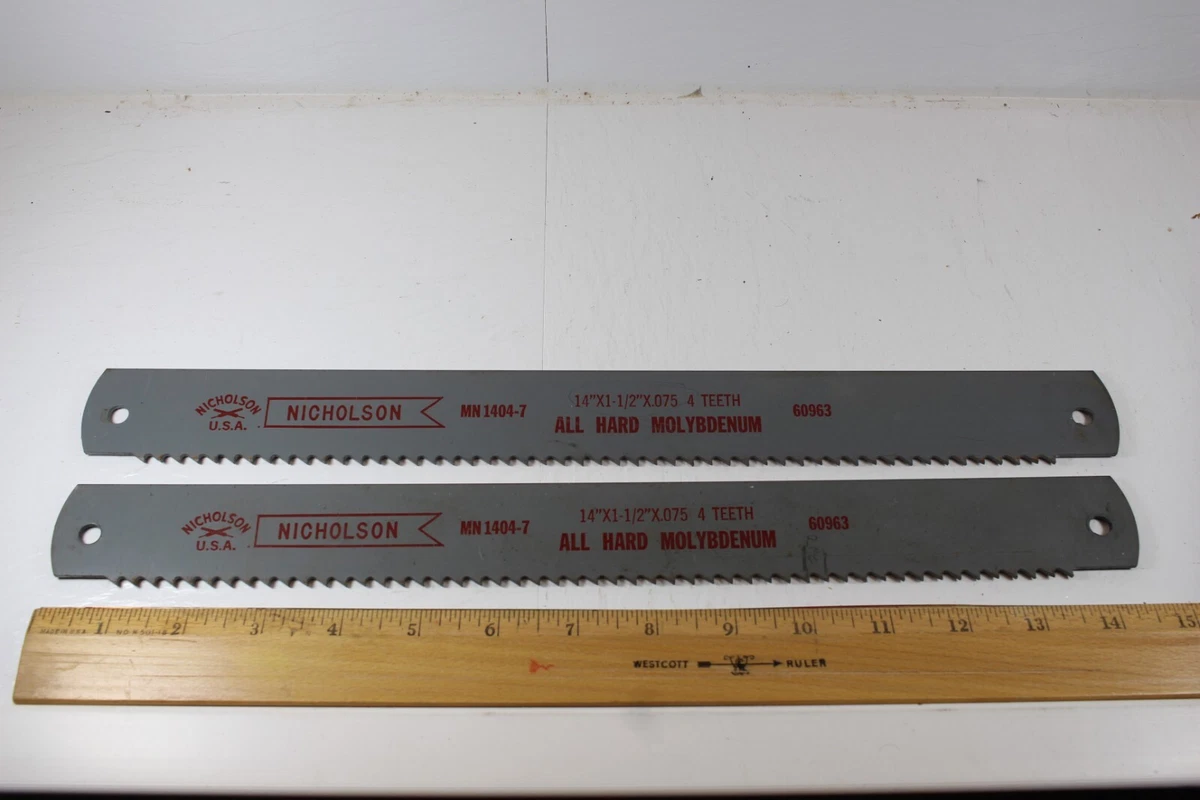 NICHOLSON
U.S.A.
NICHOLSON
MN 1404-7
14"X1-1/2"X.075 4 TEETH
ALL HARD MOLYBDENUM
60963
NICHOLSON
U.S.A.
NICHOLSON
MN 1404-7
14"X1-1/2"X.075 4 TEETH
ALL HARD MOLYBDENUM
60963
1 2 3 4 5 6 7 8 9 10 11 12 13 14 15
MADE IN U.S.A.
WESTCOTT RULER